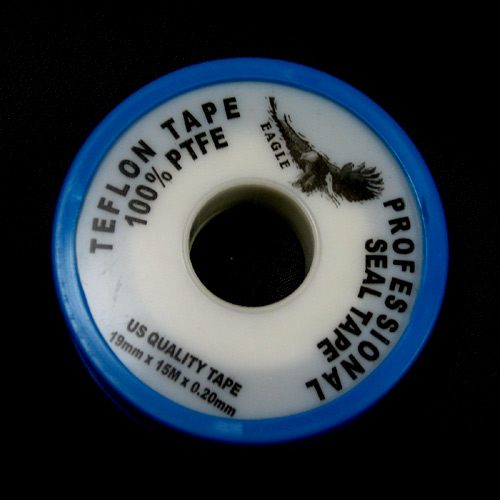 TEFLON TAPE
100% PTFE
EAGLE
PROFESSIONAL
SEAL TAPE
US QUALITY TAPE
19mm x 15M x 0.20mm